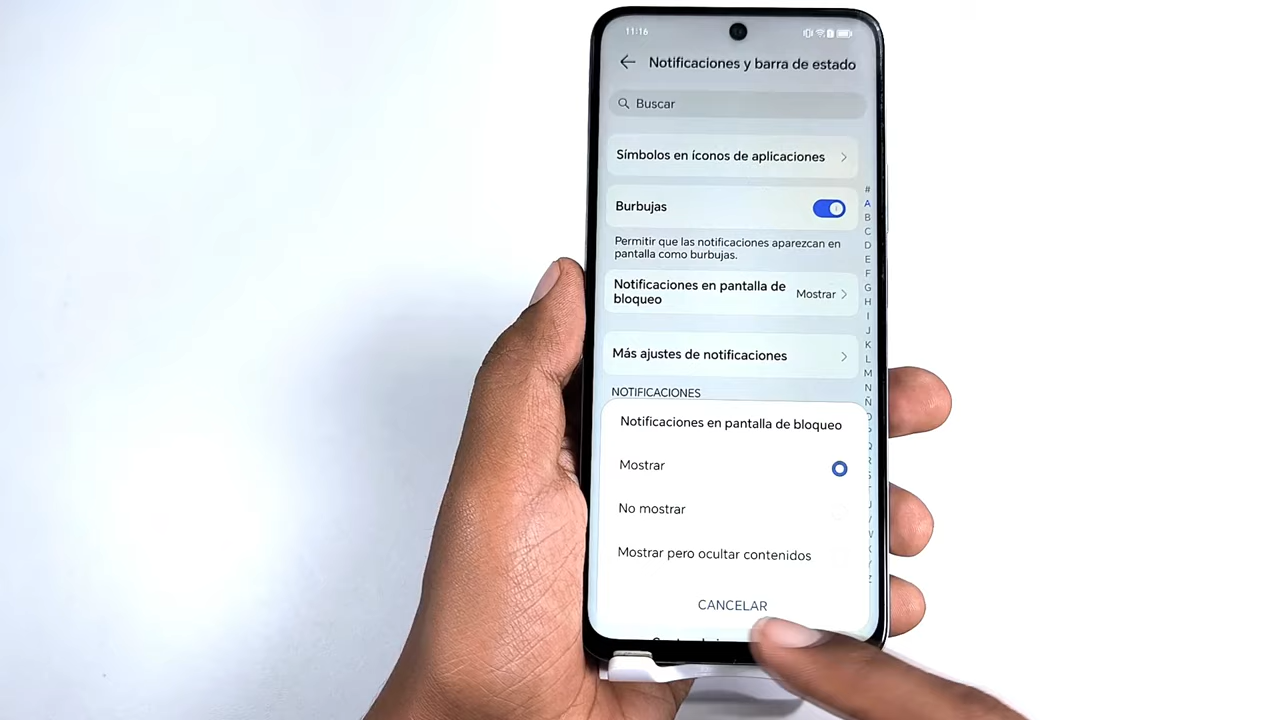 11:16
Notificaciones y barra de estado
Buscar
Símbolos en íconos de aplicaciones
Burbujas
Permitir que las notificaciones aparezcan en
pantalla como burbujas.
Notificaciones en pantalla de
bloqueo
Mostrar
Más ajustes de notificaciones
NOTIFICACIONES
Notificaciones en pantalla de bloqueo
Mostrar
No mostrar
Mostrar pero ocultar contenidos
CANCELAR
#
A
B
C
D
E
F
G
H
I
J
K
L
M
N
Ñ
O
P
Q
R
S
T
U
V
W
X
Y
Z